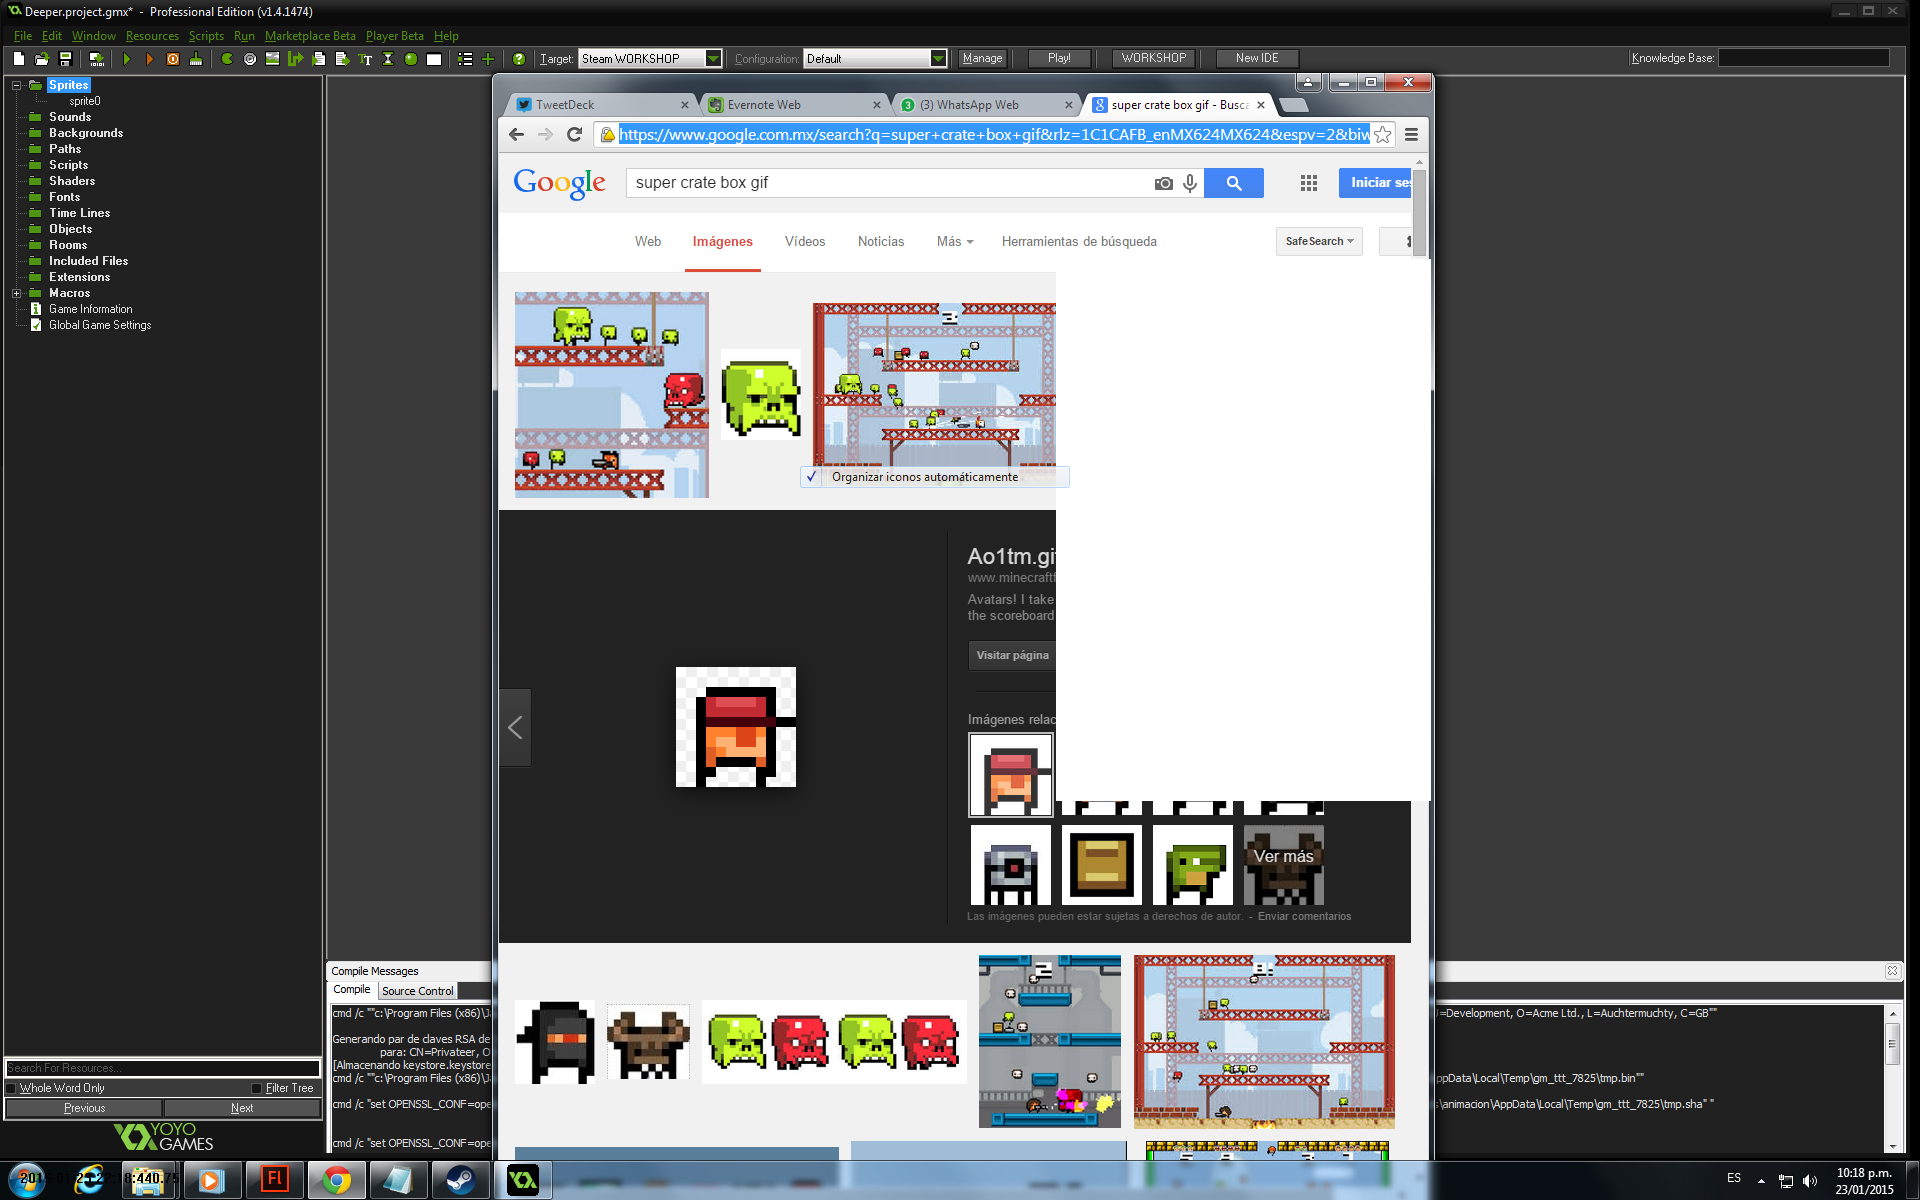 Deeper.project.gmx* - Professional Edition (v1.4.1474)
File Edit Window Resources Scripts Run Marketplace Beta Player Beta Help
Target: Steam WORKSHOP Configuration: Default Manage Play! WORKSHOP New IDE Knowledge Base:
Sprites
sprite0
Sounds
Backgrounds
Paths
Scripts
Shaders
Fonts
Time Lines
Objects
Rooms
Included Files
Extensions
Macros
Game Information
Global Game Settings
Search For Resources...
Whole Word Only Filter Tree
Previous Next
YOYO
GAMES
TweetDeck Evernote Web (3) WhatsApp Web super crate box gif - Busca
https://www.google.com.mx/search?q=super+crate+box+gif&rlz=1C1CAFB_enMX624MX624&espv=2&biw
Google super crate box gif Iniciar ses
Web Imágenes Vídeos Noticias Más Herramientas de búsqueda SafeSearch
Organizar iconos automáticamente
Ao1tm.gi
www.minecraftf
Avatars! I take
the scoreboard
Visitar página
Imágenes relac
Ver más
Las imágenes pueden estar sujetas a derechos de autor. - Enviar comentarios
Compile Messages
Compile Source Control
cmd /c ""c:\Program Files (x86)\J
=Development, O=Acme Ltd., L=Auchtermuchty, C=GB""
Generando par de claves RSA de
para: CN=Privateer, O
[Almacenando keystore.keystore
cmd /c ""c:\Program Files (x86)\J
ppData\Local\Temp\gm_ttt_7825\tmp.bin""
cmd /c "set OPENSSL_CONF=ope
s\animacion\AppData\Local\Temp\gm_ttt_7825\tmp.sha" "
cmd /c "set OPENSSL_CONF=ope
Fl
ES
10:18 p.m.
23/01/2015